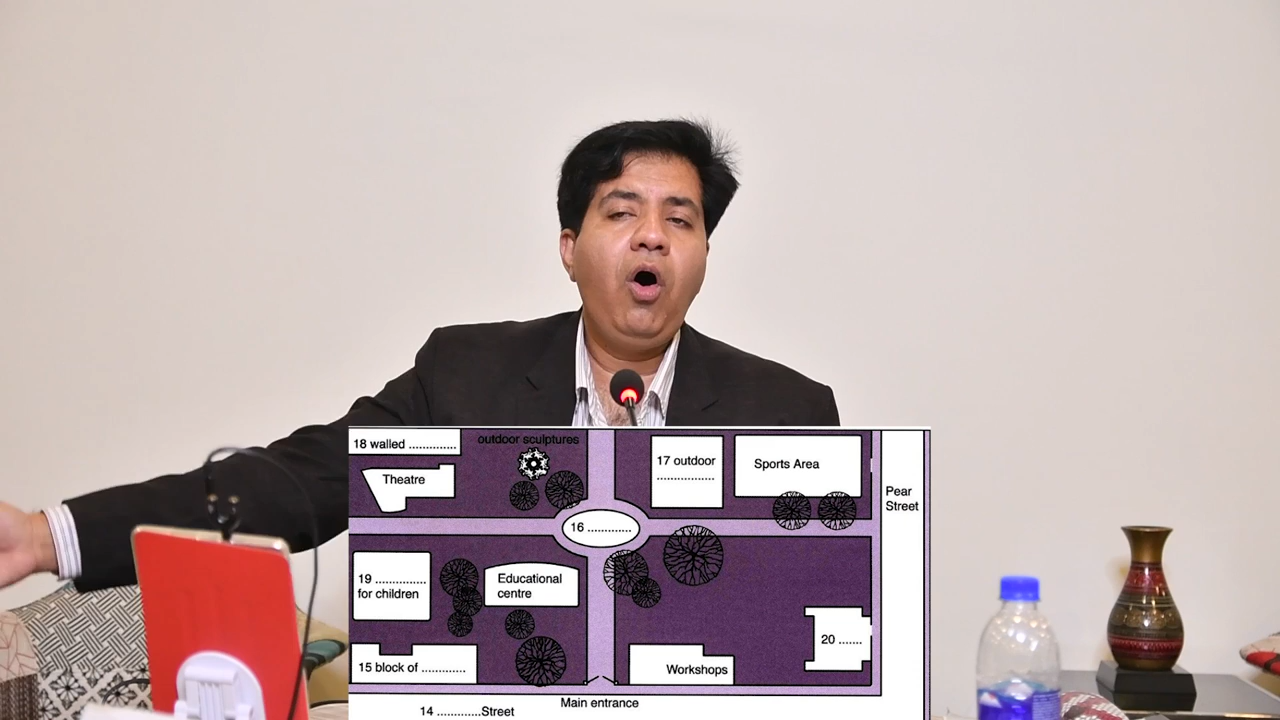 18 walled ..............
outdoor sculptures
Theatre
17 outdoor
.................
Sports Area
Pear
Street
16 .............
19 ...............
for children
Educational
centre
20 .......
15 block of .............
Workshops
Main entrance
14 .............Street